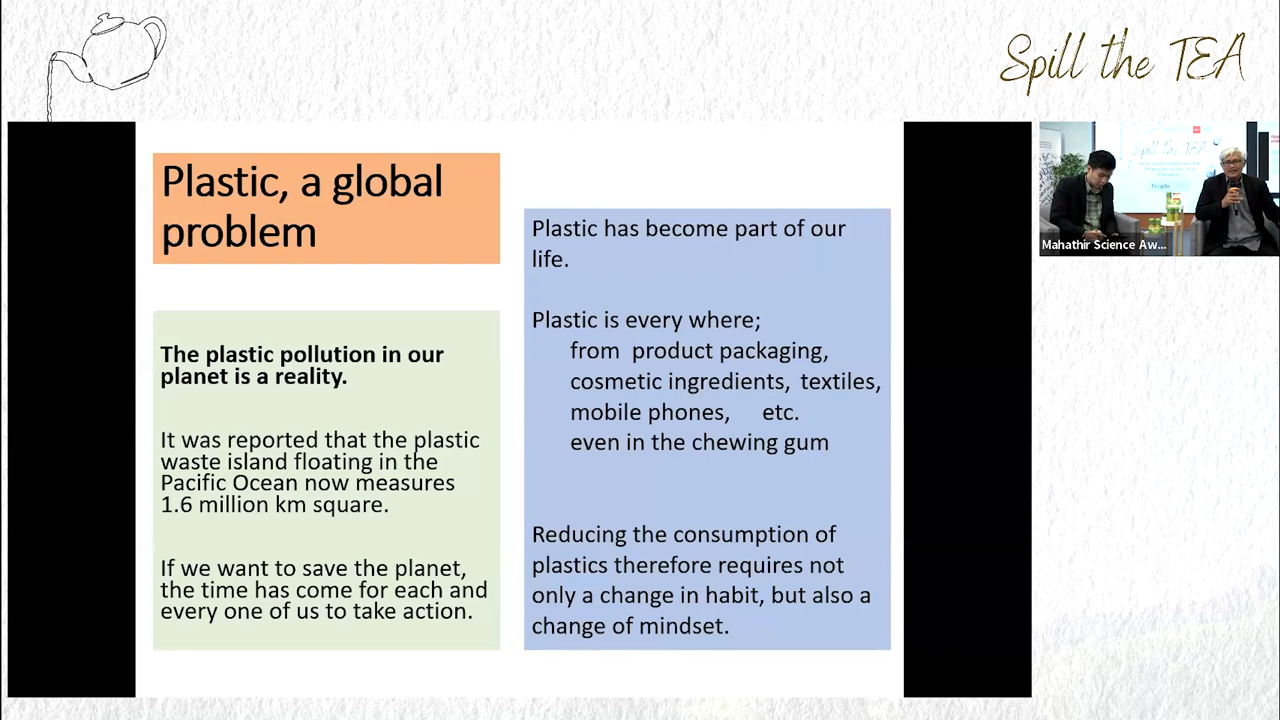 Spill the TEA
Plastic, a global
problem
The plastic pollution in our
planet is a reality.
It was reported that the plastic
waste island floating in the
Pacific Ocean now measures
1.6 million km square.
If we want to save the planet,
the time has come for each and
every one of us to take action.
Plastic has become part of our
life.
Plastic is every where;
from product packaging,
cosmetic ingredients, textiles,
mobile phones, etc.
even in the chewing gum
Reducing the consumption of
plastics therefore requires not
only a change in habit, but also a
change of mindset.
Spill the TEA
Mahathir Science Aw...